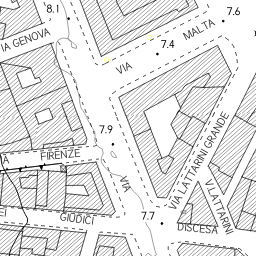 8.1
7.6
VIA GENOVA
MALTA
7.4
VIA
7.9
FIRENZE
VIA LATTARINI GRANDE
VIA
V.LATTARINI
GIUDICI
7.7
DISCESA